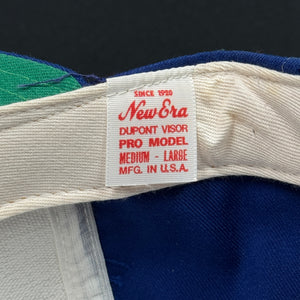 SINCE 1920
New Era
DUPONT VISOR
PRO MODEL
MEDIUM - LARGE
MFG. IN U.S.A.